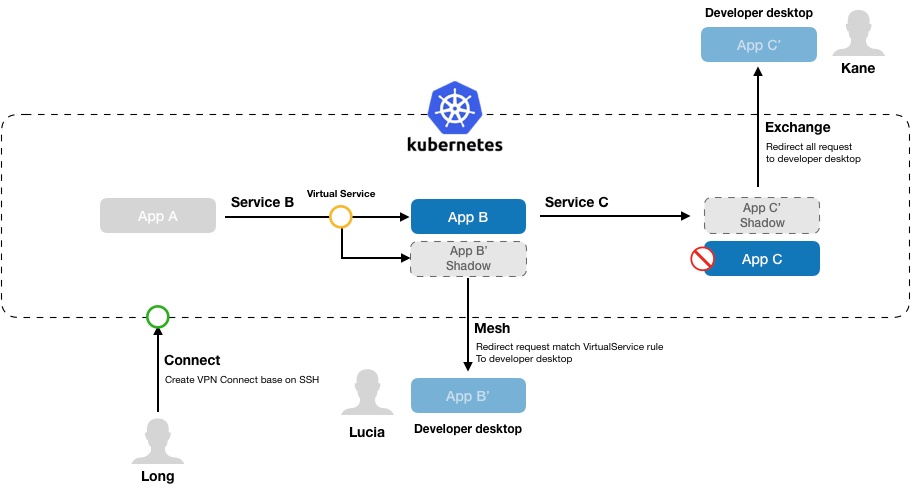 Developer desktop
App C’
Kane
kubernetes
Exchange
Redirect all request
to developer desktop
Virtual Service
Service B
Service C
App A
App B
App C’
Shadow
App B’
Shadow
App C
Mesh
Redirect request match VirtualService rule
To developer desktop
Connect
Create VPN Connect base on SSH
App B’
Lucia
Developer desktop
Long